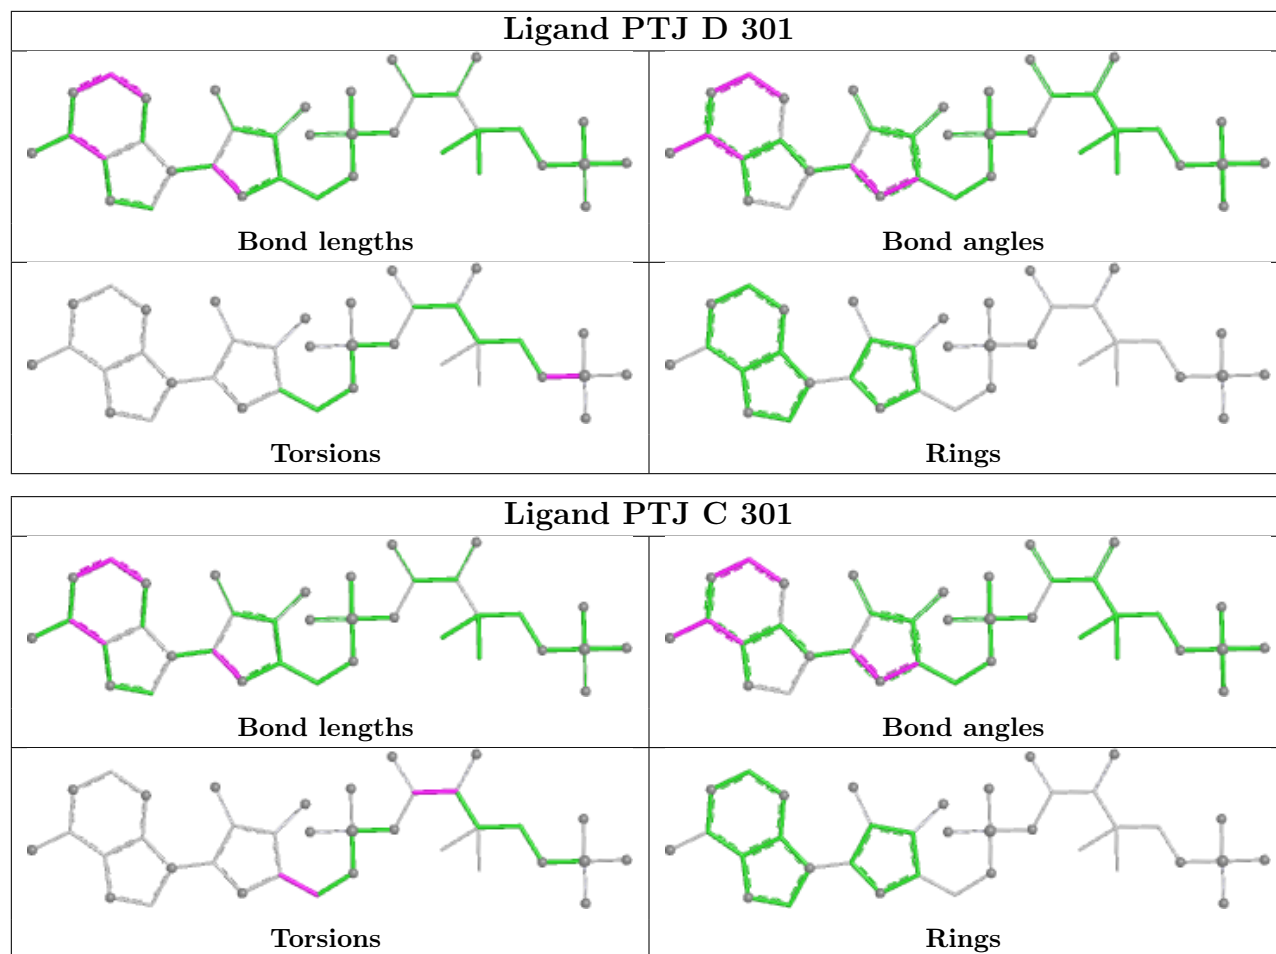 Ligand PTJ D 301
Bond lengths
Bond angles
Torsions
Rings
Ligand PTJ C 301
Bond lengths
Bond angles
Torsions
Rings